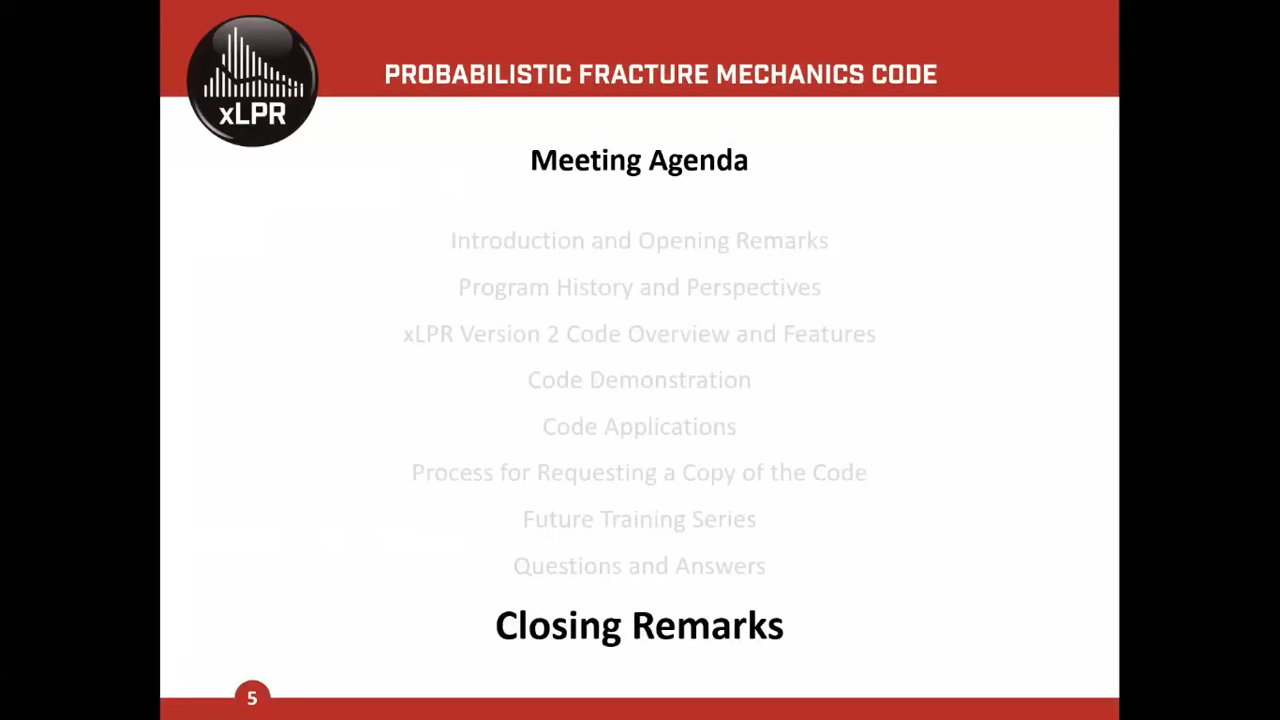 xLPR
PROBABILISTIC FRACTURE MECHANICS CODE
Meeting Agenda
Introduction and Opening Remarks
Program History and Perspectives
xLPR Version 2 Code Overview and Features
Code Demonstration
Code Applications
Process for Requesting a Copy of the Code
Future Training Series
Questions and Answers
Closing Remarks
5